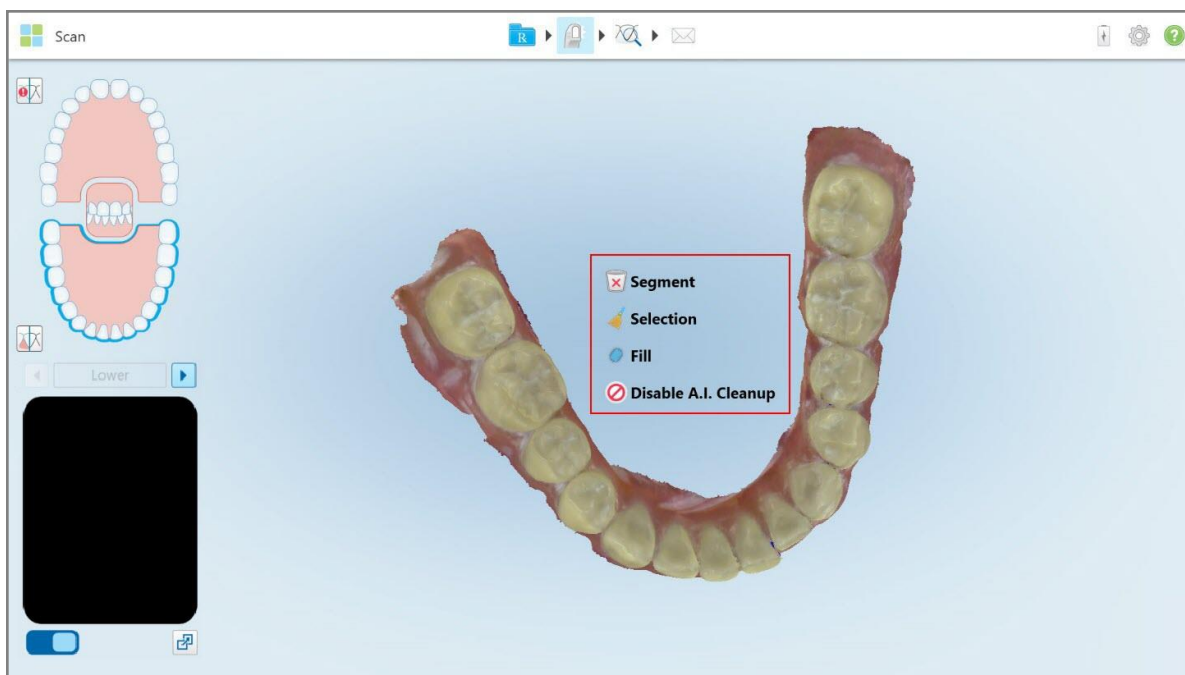 Scan
R
?
Segment
Selection
Fill
Disable A.I. Cleanup
Lower